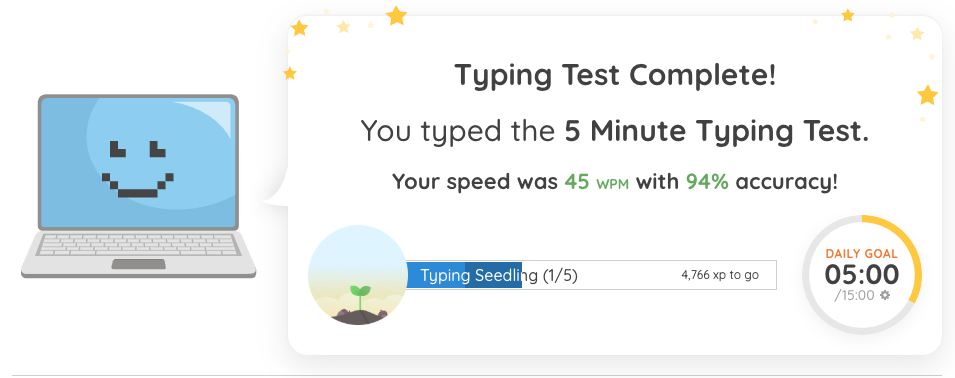 Typing Test Complete!
You typed the 5 Minute Typing Test.
Your speed was 45 WPM with 94% accuracy!
Typing Seedling (1/5)
4,766 xp to go
DAILY GOAL
05:00
/15:00